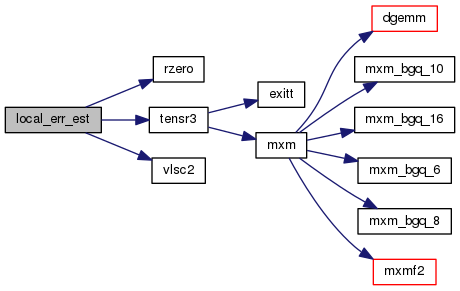 local_err_est
rzero
tensr3
vlsc2
exitt
mxm
dgemm
mxm_bgq_10
mxm_bgq_16
mxm_bgq_6
mxm_bgq_8
mxmf2